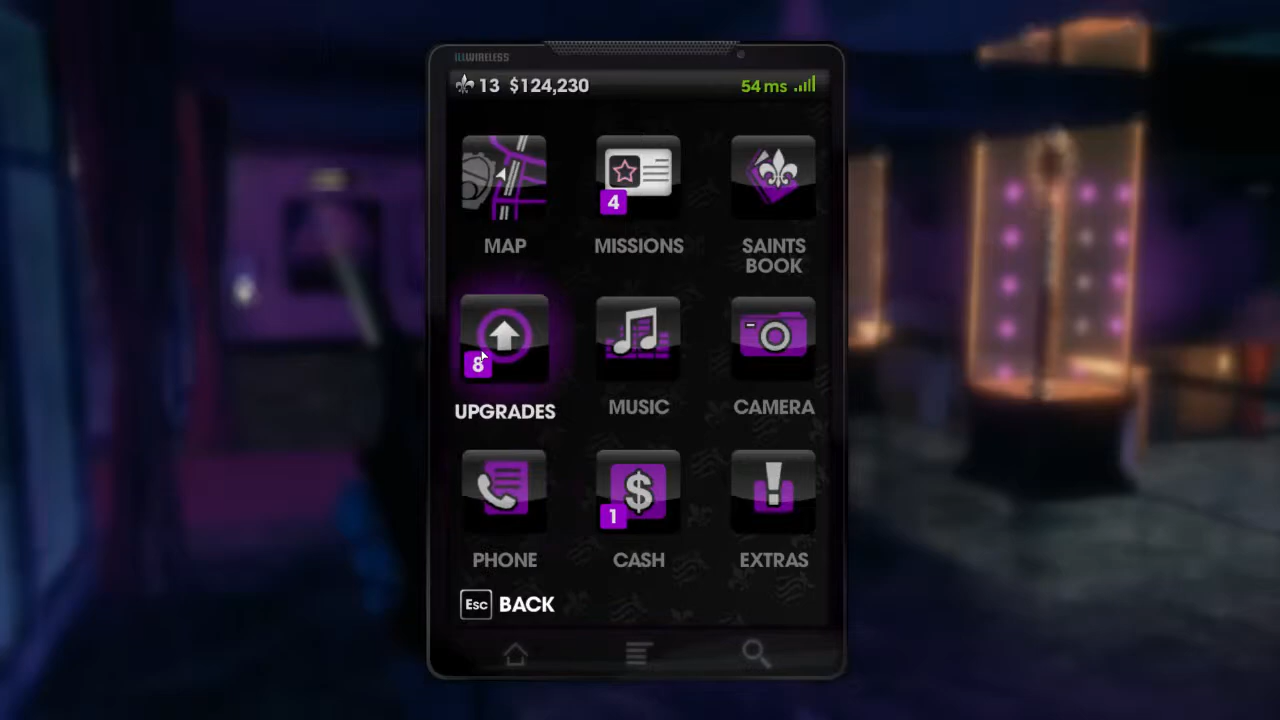 ILLWIRELESS
13 $124,230 54 ms
MAP
4
MISSIONS
SAINTS
BOOK
8
UPGRADES
MUSIC
CAMERA
PHONE
$
1
CASH
!
EXTRAS
Esc BACK